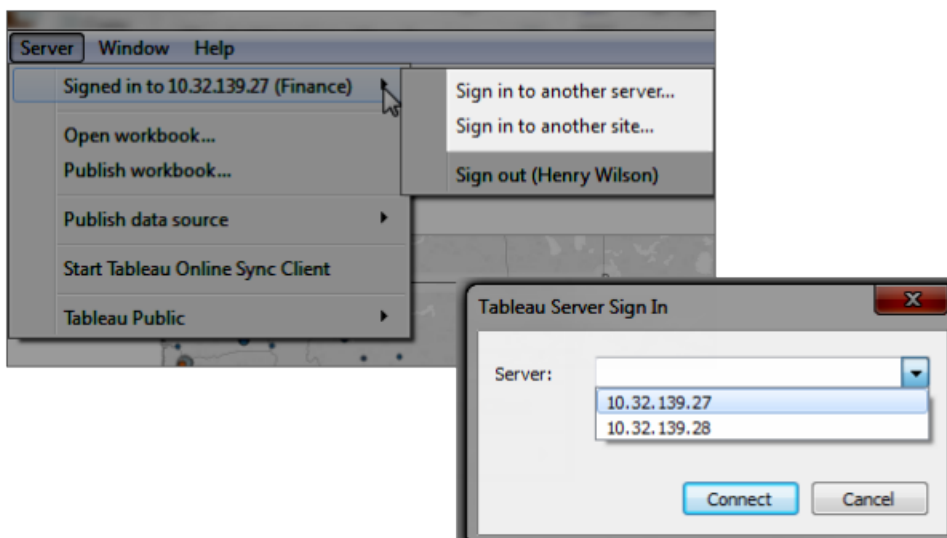 Server Window Help
Signed in to 10.32.139.27 (Finance)
Sign in to another server...
Sign in to another site...
Sign out (Henry Wilson)
Open workbook...
Publish workbook...
Publish data source
Start Tableau Online Sync Client
Tableau Public
Tableau Server Sign In
Server:
10.32.139.27
10.32.139.28
Connect Cancel